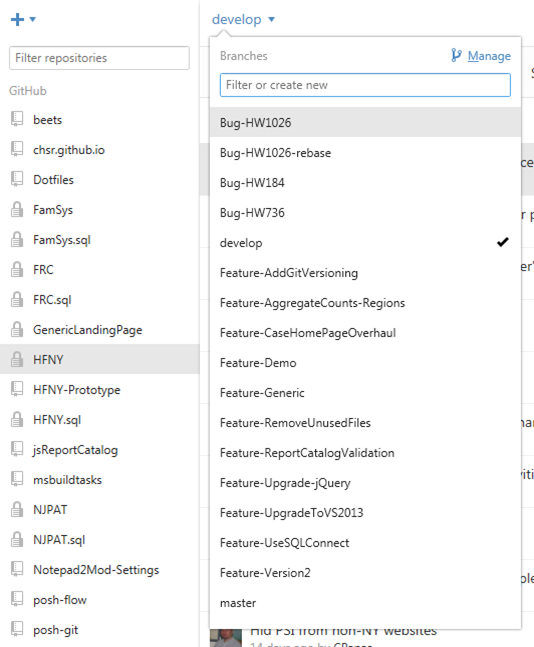 Filter repositories
GitHub
beets
chsr.github.io
Dotfiles
FamSys
FamSys.sql
FRC
FRC.sql
GenericLandingPage
HFNY
HFNY-Prototype
HFNY.sql
jsReportCatalog
msbuildtasks
NJPAT
NJPAT.sql
Notepad2Mod-Settings
posh-flow
posh-git
develop
Branches
Manage
Filter or create new
Bug-HW1026
Bug-HW1026-rebase
Bug-HW184
Bug-HW736
develop
Feature-AddGitVersioning
Feature-AggregateCounts-Regions
Feature-CaseHomePageOverhaul
Feature-Demo
Feature-Generic
Feature-RemoveUnusedFiles
Feature-ReportCatalogValidation
Feature-Upgrade-jQuery
Feature-UpgradeToVS2013
Feature-UseSQLConnect
Feature-Version2
master
Hid PSI from non-NY websites
14 days ago by